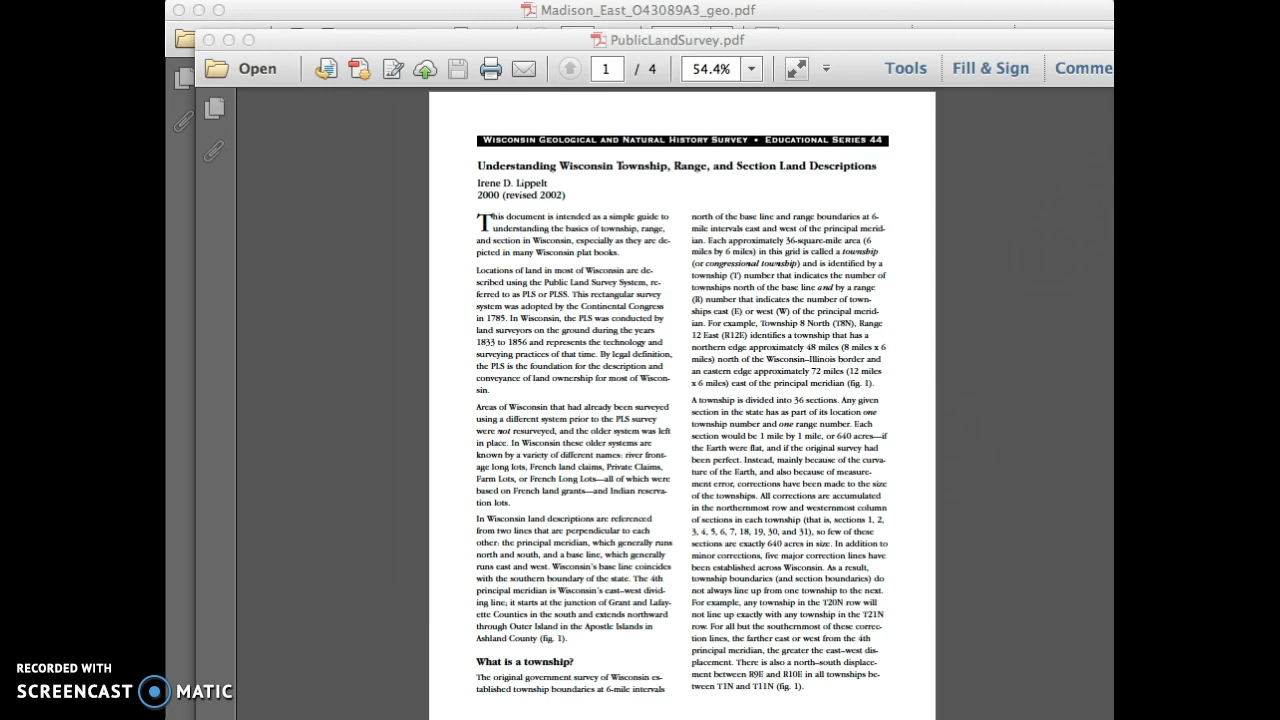 Madison_East_O43089A3_geo.pdf
PublicLandSurvey.pdf
Open
1 / 4
54.4%
Tools
Fill & Sign
Comme
WISCONSIN GEOLOGICAL AND NATURAL HISTORY SURVEY • EDUCATIONAL SERIES 44
Understanding Wisconsin Township, Range, and Section Land Descriptions
Irene D. Lippelt
2000 (revised 2002)
This document is intended as a simple guide to
understanding the basics of township, range,
and section in Wisconsin, especially as they are de-
picted in many Wisconsin plat books.
Locations of land in most of Wisconsin are de-
scribed using the Public Land Survey System, re-
ferred to as PLS or PLSS. This rectangular survey
system was adopted by the Continental Congress
in 1785. In Wisconsin, the PLS was conducted by
land surveyors on the ground during the years
1833 to 1856 and represents the technology and
surveying practices of that time. By legal definition,
the PLS is the foundation for the description and
conveyance of land ownership for most of Wiscon-
sin.
Areas of Wisconsin that had already been surveyed
using a different system prior to the PLS survey
were not resurveyed, and the older system was left
in place. In Wisconsin these older systems are
known by a variety of different names: river front-
age long lots, French land claims, Private Claims,
Farm Lots, or French Long Lots—all of which were
based on French land grants—and Indian reserva-
tion lots.
In Wisconsin land descriptions are referenced
from two lines that are perpendicular to each
other: the principal meridian, which generally runs
north and south, and a base line, which generally
runs east and west. Wisconsin's base line coincides
with the southern boundary of the state. The 4th
principal meridian is Wisconsin's east–west divid-
ing line; it starts at the junction of Grant and Lafay-
ette Counties in the south and extends northward
through Outer Island in the Apostle Islands in
Ashland County (fig. 1).
What is a township?
The original government survey of Wisconsin es-
tablished township boundaries at 6-mile intervals
north of the base line and range boundaries at 6-
mile intervals east and west of the principal merid-
ian. Each approximately 36-square-mile area (6
miles by 6 miles) in this grid is called a township
(or congressional township) and is identified by a
township (T) number that indicates the number of
townships north of the base line and by a range
(R) number that indicates the number of town-
ships east (E) or west (W) of the principal merid-
ian. For example, Township 8 North (T8N), Range
12 East (R12E) identifies a township that has a
northern edge approximately 48 miles (8 miles x 6
miles) north of the Wisconsin–Illinois border and
an eastern edge approximately 72 miles (12 miles
x 6 miles) east of the principal meridian (fig. 1).
A township is divided into 36 sections. Any given
section in the state has as part of its location one
township number and one range number. Each
section would be 1 mile by 1 mile, or 640 acres—if
the Earth were flat, and if the original survey had
been perfect. Instead, mainly because of the curva-
ture of the Earth, and also because of measure-
ment error, corrections have been made to the size
of the townships. All corrections are accumulated
in the northernmost row and westernmost column
of sections in each township (that is, sections 1, 2,
3, 4, 5, 6, 7, 18, 19, 30, and 31), so few of these
sections are exactly 640 acres in size. In addition to
minor corrections, five major correction lines have
been established across Wisconsin. As a result,
township boundaries (and section boundaries) do
not always line up from one township to the next.
For example, any township in the T20N row will
not line up exactly with any township in the T21N
row. For all but the southernmost of these correc-
tion lines, the farther east or west from the 4th
principal meridian, the greater the east–west dis-
placement. There is also a north–south displace-
ment between R9E and R10E in all townships be-
tween T1N and T11N (fig. 1).
RECORDED WITH
SCREENCAST MATIC